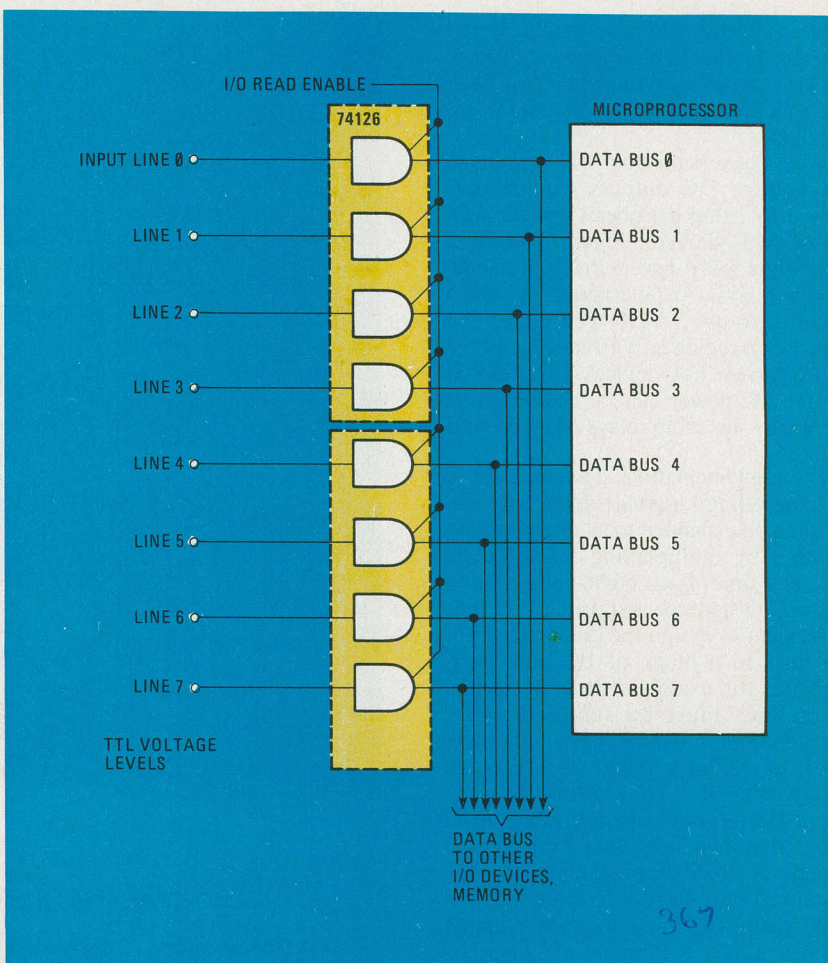 I/O READ ENABLE
MICROPROCESSOR
74126
INPUT LINE 0
DATA BUS 0
LINE 1
DATA BUS 1
LINE 2
DATA BUS 2
LINE 3
DATA BUS 3
LINE 4
DATA BUS 4
LINE 5
DATA BUS 5
LINE 6
DATA BUS 6
LINE 7
DATA BUS 7
TTL VOLTAGE
LEVELS
DATA BUS
TO OTHER
I/O DEVICES,
MEMORY
367